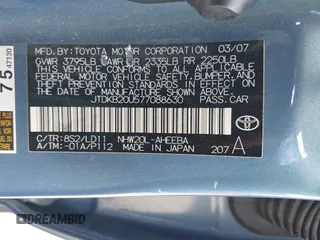 MFD.BY:TOYOTA MOTOR CORPORATION 03/07
GVWR 3795LB GAWR FR 2335LB RR 2250LB
THIS VEHICLE CONFORMS TO ALL APPLICABLE
FEDERAL MOTOR VEHICLE SAFETY, BUMPER, AND
THEFT PREVENTION STANDARDS IN EFFECT ON
THE DATE OF MANUFACTURE SHOWN ABOVE.
JTDKB20U577088630 PASS.CAR
C/TR:8S2/LD11 NHW20L-AHEEBA
A/TM:-01A/P112 MADE IN JAPAN 207 A
TOYOTA
75
47130
DREAMBID